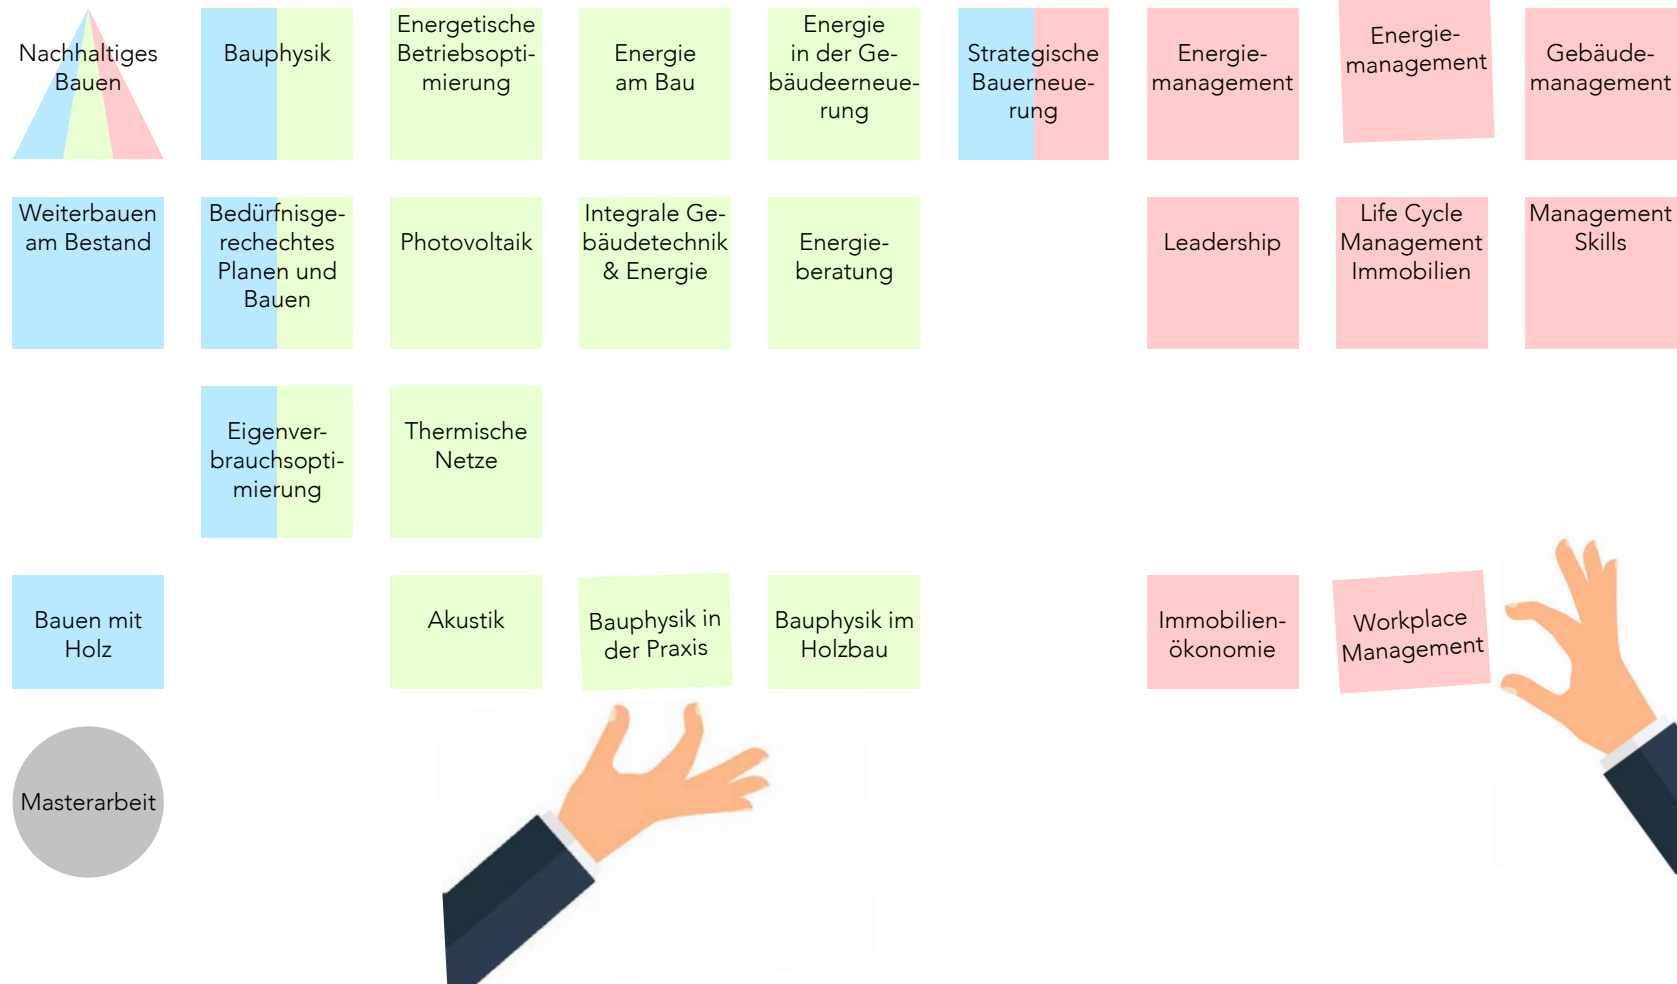 Nachhaltiges
Bauen
Bauphysik
Energetische
Betriebsopti-
mierung
Energie
am Bau
Energie
in der Ge-
bäudeerneue-
rung
Strategische
Bauerneue-
rung
Energie-
management
Energie-
management
Gebäude-
management
Weiterbauen
am Bestand
Bedürfnisge-
rechechtes
Planen und
Bauen
Photovoltaik
Integrale Ge-
bäudetechnik
& Energie
Energie-
beratung
Leadership
Life Cycle
Management
Immobilien
Management
Skills
Eigenver-
brauchsopti-
mierung
Thermische
Netze
Bauen mit
Holz
Akustik
Bauphysik in
der Praxis
Bauphysik im
Holzbau
Immobilien-
ökonomie
Workplace
Management
Masterarbeit